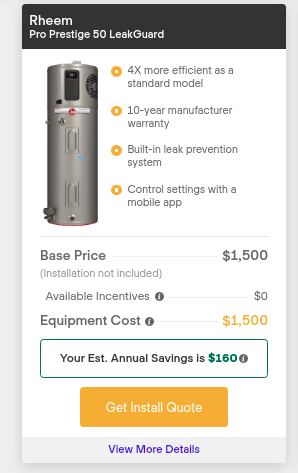 Rheem
Pro Prestige 50 LeakGuard
4X more efficient as a
standard model
10-year manufacturer
warranty
Built-in leak prevention
system
Control settings with a
mobile app
Base Price $1,500
(Installation not included)
Available Incentives i $0
Equipment Cost i $1,500
Your Est. Annual Savings is $160 i
Get Install Quote
View More Details